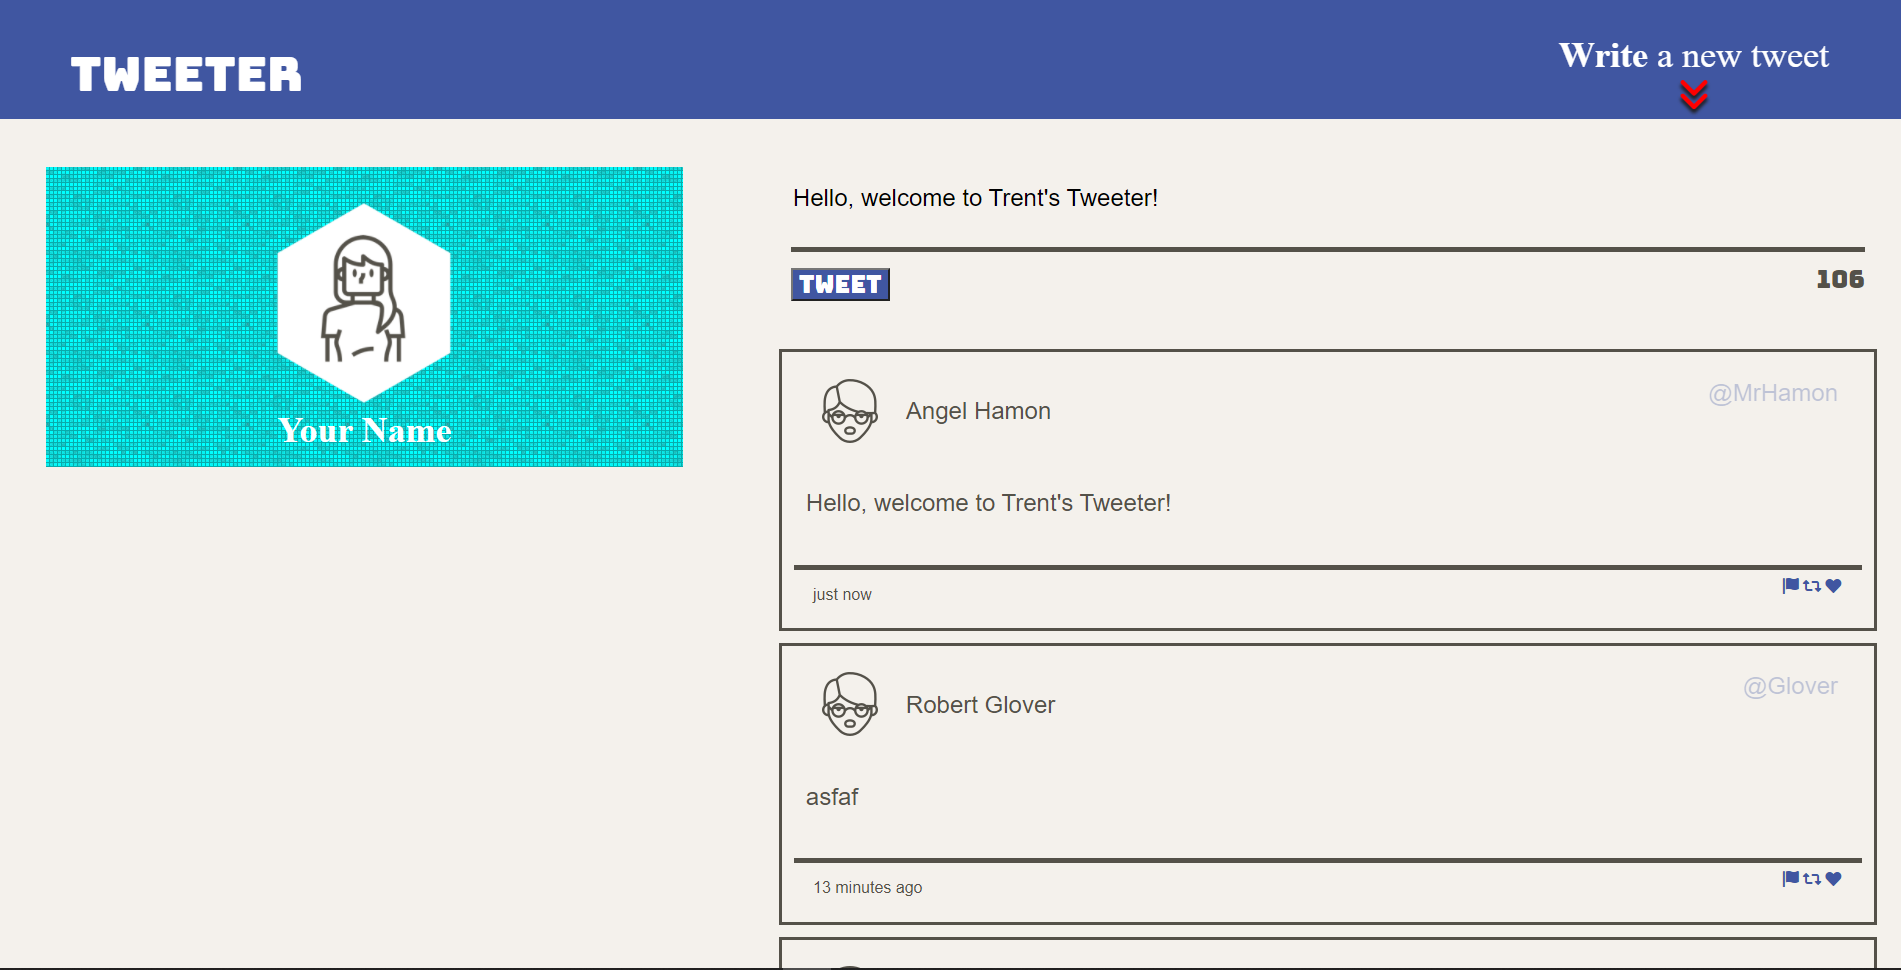 TWEETER
Write a new tweet
Your Name
Hello, welcome to Trent's Tweeter!
TWEET
106
Angel Hamon
@MrHamon
Hello, welcome to Trent's Tweeter!
just now
Robert Glover
@Glover
asfaf
13 minutes ago